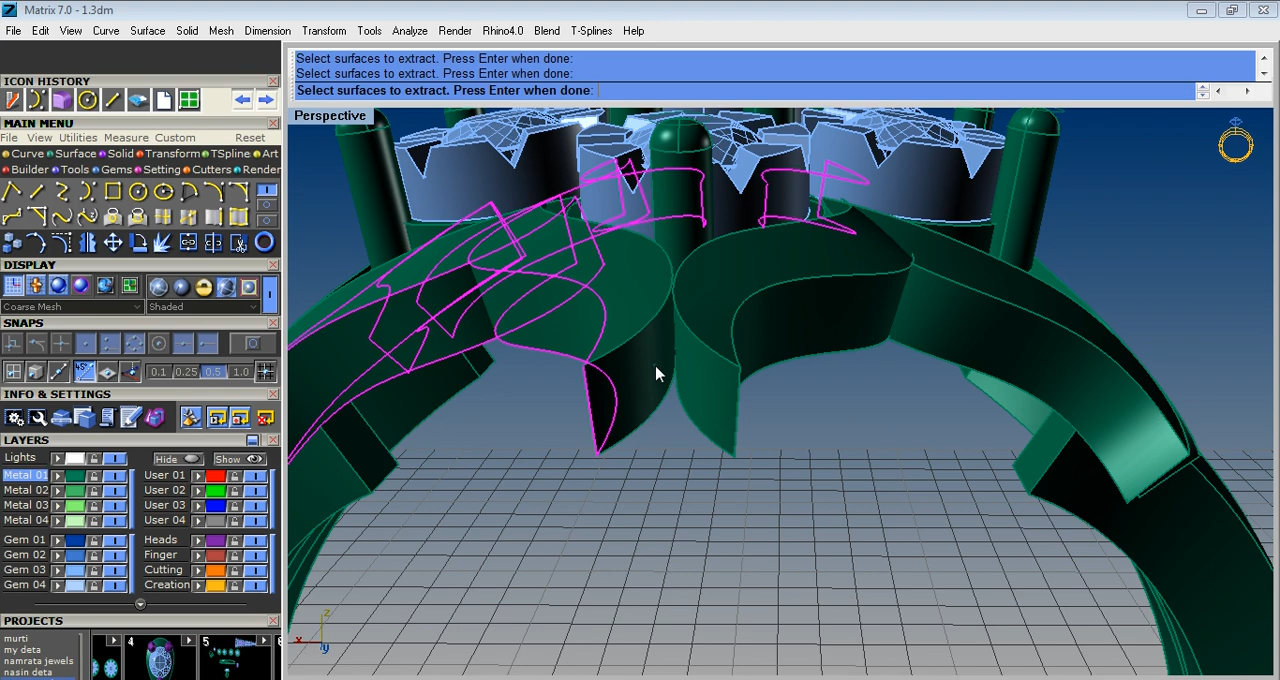 Matrix 7.0 - 1.3dm
File Edit View Curve Surface Solid Mesh Dimension Transform Tools Analyze Render Rhino4.0 Blend T-Splines Help
Select surfaces to extract. Press Enter when done:
Select surfaces to extract. Press Enter when done:
Select surfaces to extract. Press Enter when done:
Perspective
ICON HISTORY
MAIN MENU
File View Utilities Measure Custom Reset
Curve Surface Solid Transform TSpline Art
Builder Tools Gems Setting Cutters Render
DISPLAY
Coarse Mesh Shaded
SNAPS
45° 0.1 0.25 0.5 1.0
INFO & SETTINGS
LAYERS
Lights Hide Show
Metal 01 User 01
Metal 02 User 02
Metal 03 User 03
Metal 04 User 04
Gem 01 Heads
Gem 02 Finger
Gem 03 Cutting
Gem 04 Creation
PROJECTS
murti
my deta
namrata jewels
nasin deta
4 5
z
x
y